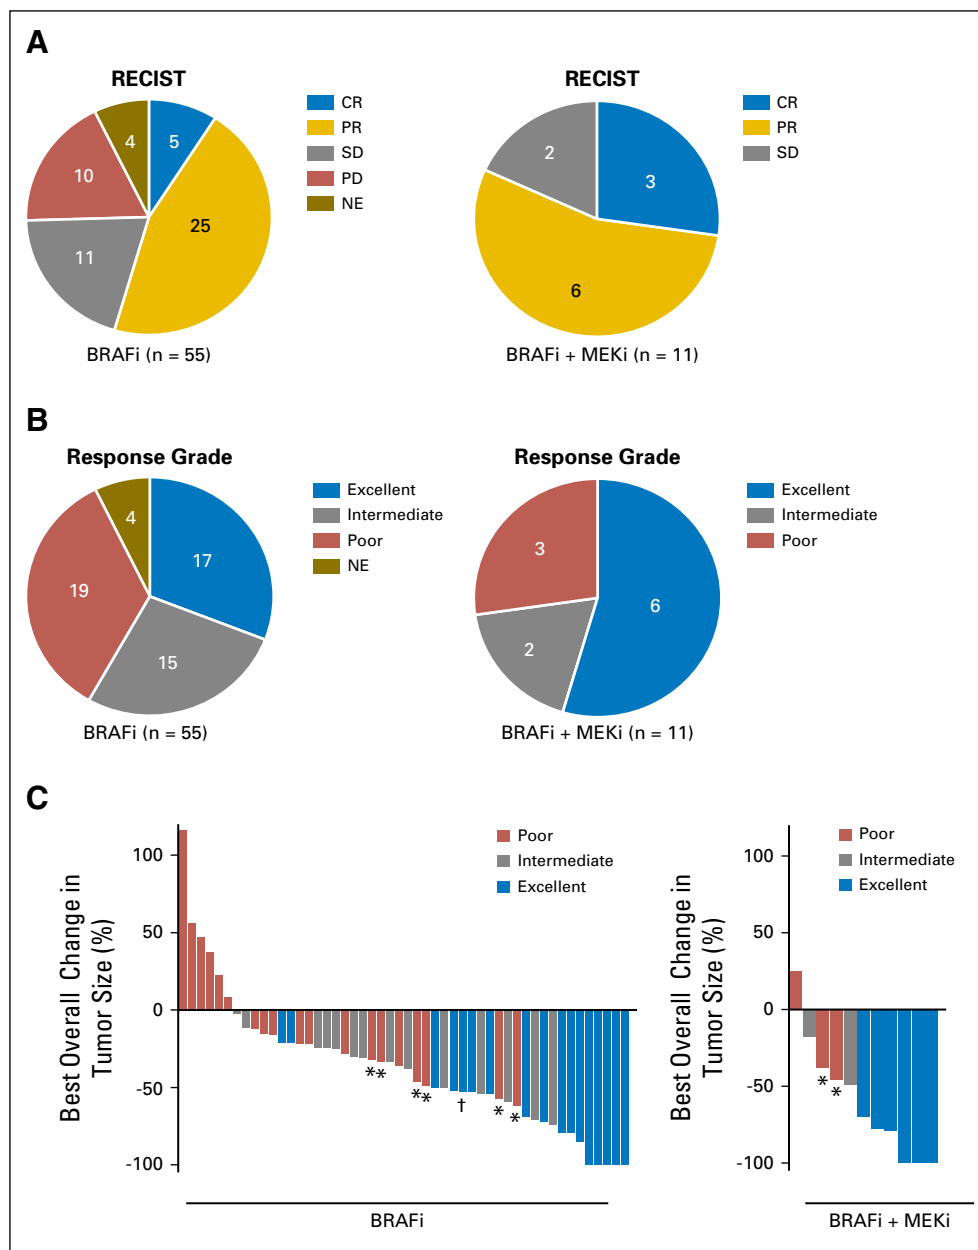 A
RECIST
RECIST
5
25
11
10
4
CR
PR
SD
PD
NE
BRAFi (n = 55)
3
6
2
CR
PR
SD
BRAFi + MEKi (n = 11)
B
Response Grade
Response Grade
17
15
19
4
Excellent
Intermediate
Poor
NE
BRAFi (n = 55)
6
2
3
Excellent
Intermediate
Poor
BRAFi + MEKi (n = 11)
C
Best Overall Change in
Tumor Size (%)
100
50
0
-50
-100
Poor
Intermediate
Excellent
**
**
†
*
*
BRAFi
Best Overall Change in
Tumor Size (%)
100
50
0
-50
-100
Poor
Intermediate
Excellent
*
*
BRAFi + MEKi